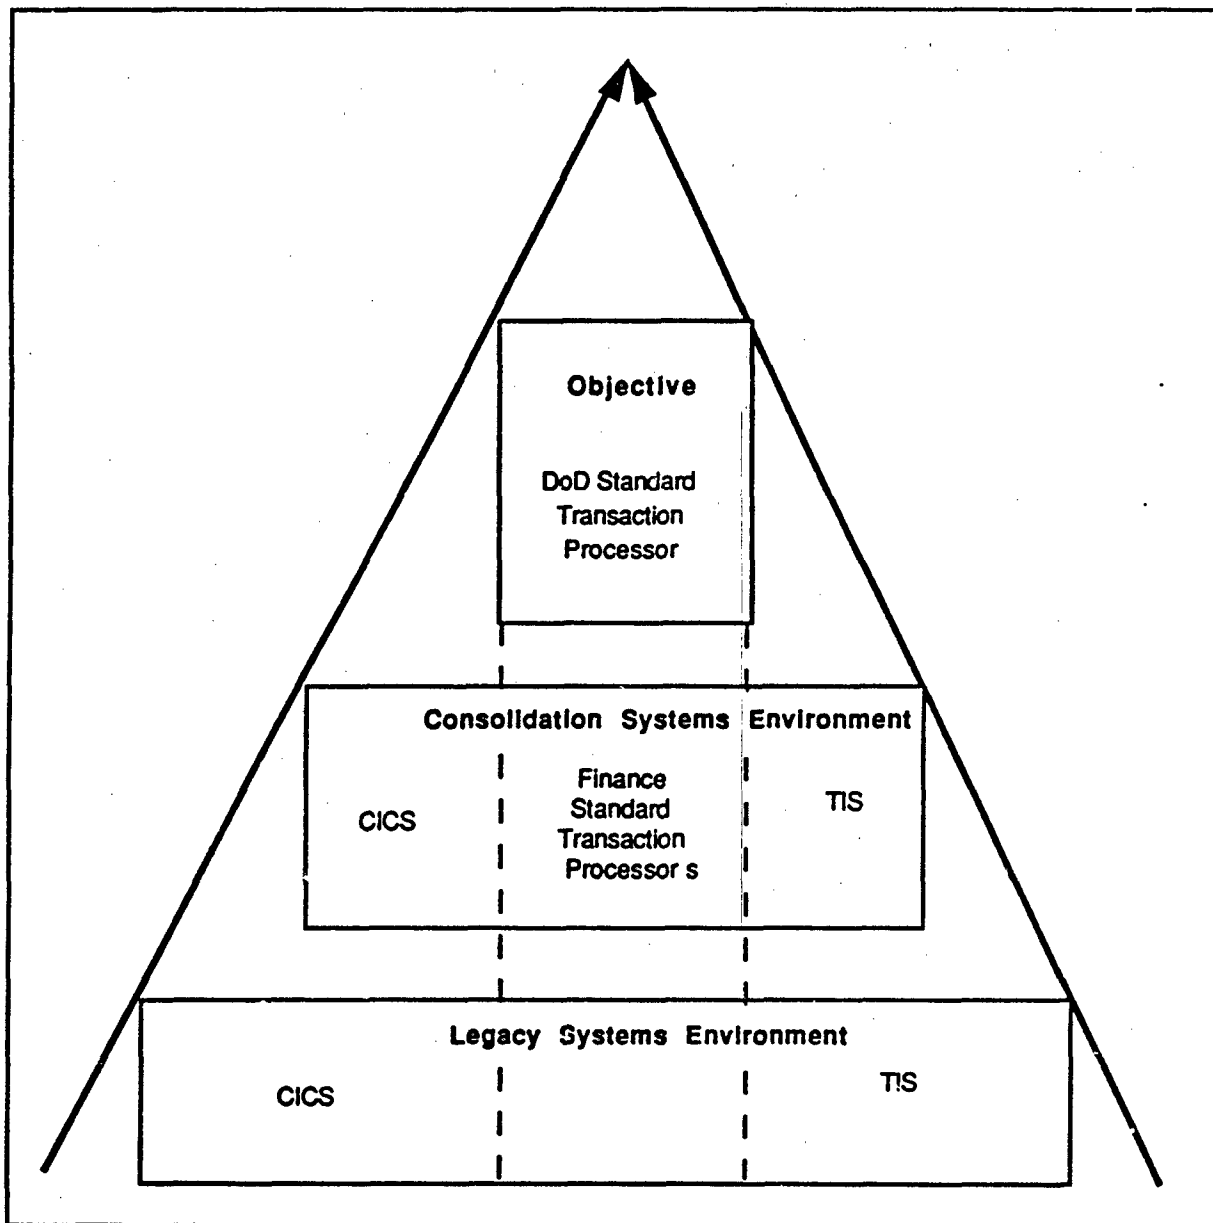 Objective
DoD Standard
Transaction
Processor
Consolidation Systems Environment
CICS
Finance
Standard
Transaction
Processor s
TIS
Legacy Systems Environment
CICS
TIS